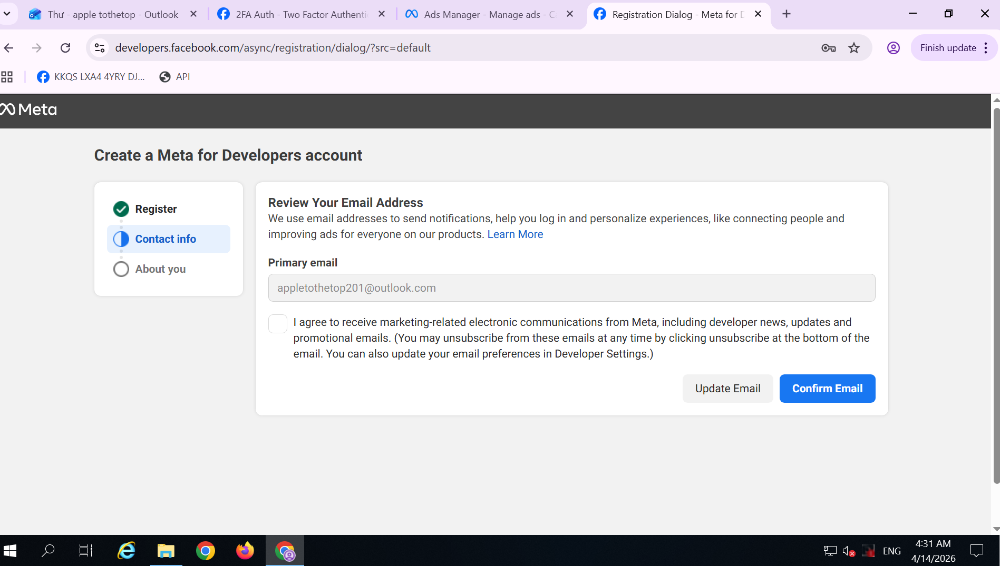 Thư - apple tothetop - Outlook
2FA Auth - Two Factor Authenti
Ads Manager - Manage ads - C
Registration Dialog - Meta for D
developers.facebook.com/async/registration/dialog/?src=default
Finish update
KKQS LXA4 4YRY DJ...
API
Meta
Create a Meta for Developers account
Register
Contact info
About you
Review Your Email Address
We use email addresses to send notifications, help you log in and personalize experiences, like connecting people and
improving ads for everyone on our products. Learn More
Primary email
appletothetop201@outlook.com
I agree to receive marketing-related electronic communications from Meta, including developer news, updates and
promotional emails. (You may unsubscribe from these emails at any time by clicking unsubscribe at the bottom of the
email. You can also update your email preferences in Developer Settings.)
Update Email
Confirm Email
ENG
4:31 AM
4/14/2026